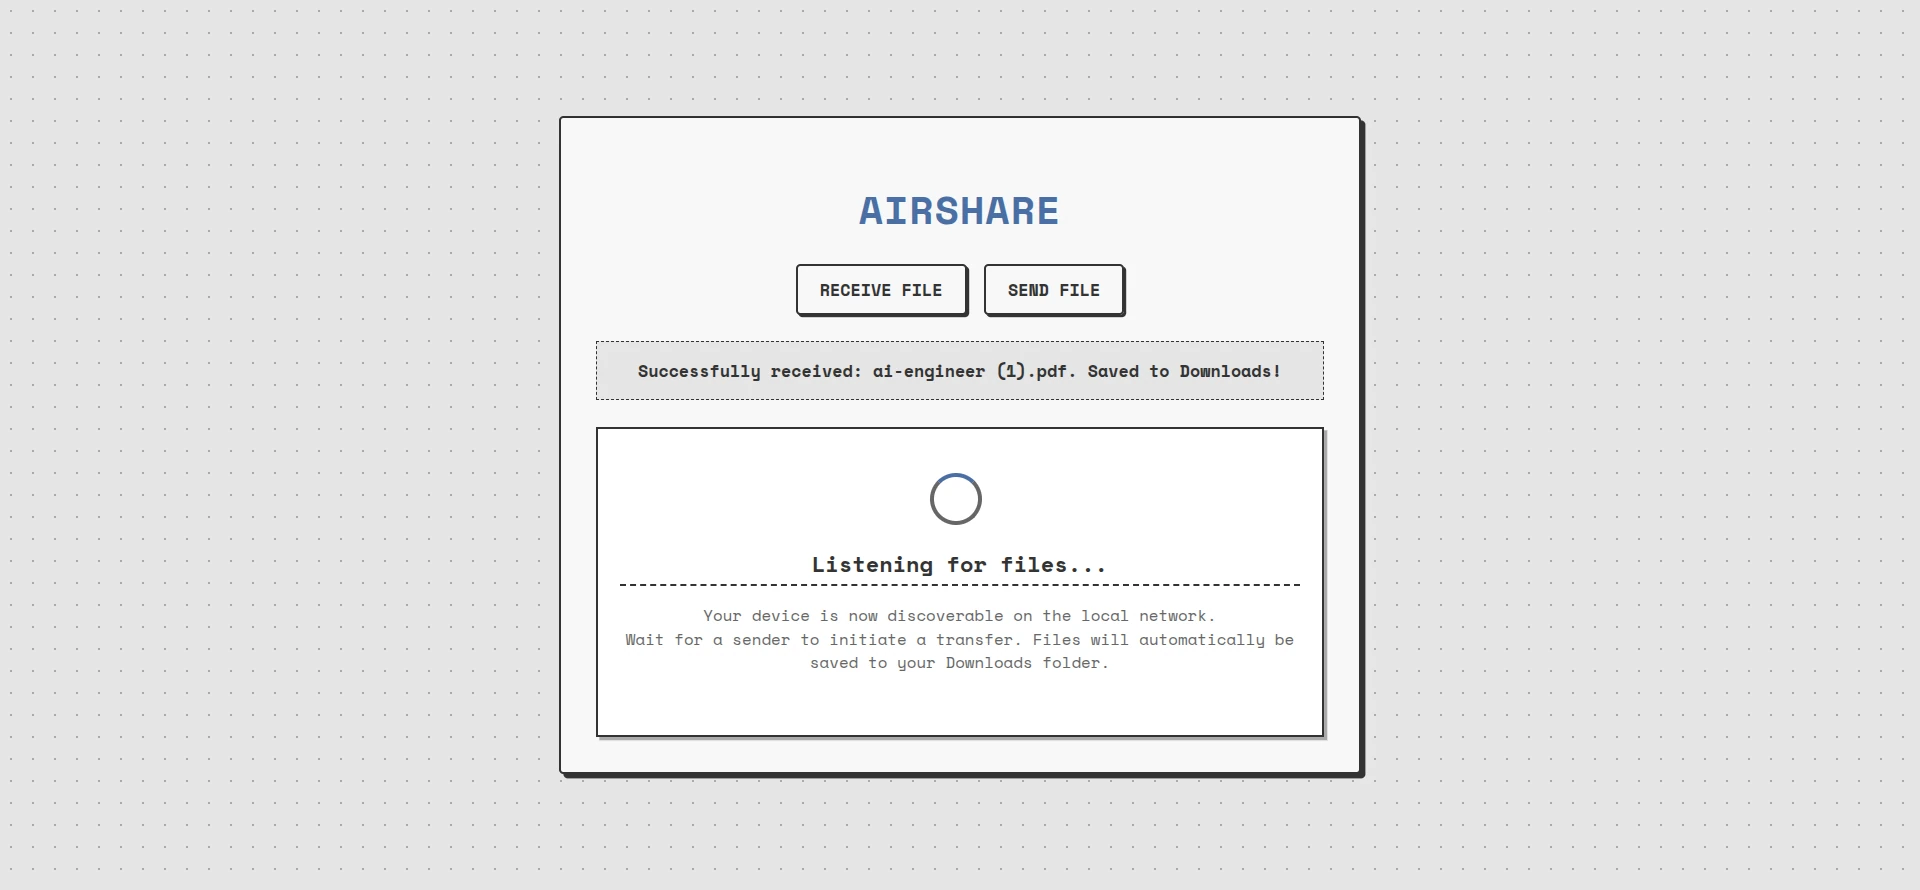 AIRSHARE
RECEIVE FILE
SEND FILE
Successfully received: ai-engineer (1).pdf. Saved to Downloads!
Listening for files...
Your device is now discoverable on the local network.
Wait for a sender to initiate a transfer. Files will automatically be
saved to your Downloads folder.